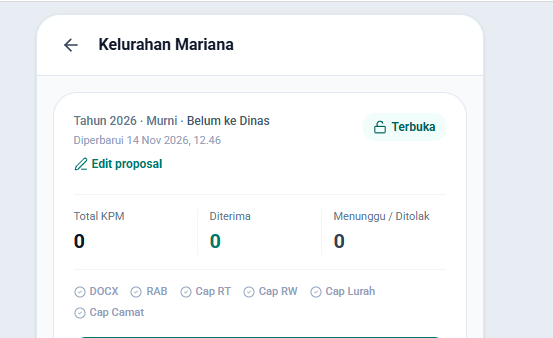 Kelurahan Mariana
Tahun 2026 · Murni · Belum ke Dinas
Terbuka
Diperbarui 14 Nov 2026, 12.46
Edit proposal
Total KPM Diterima Menunggu / Ditolak
0 0 0
DOCX RAB Cap RT Cap RW Cap Lurah
Cap Camat